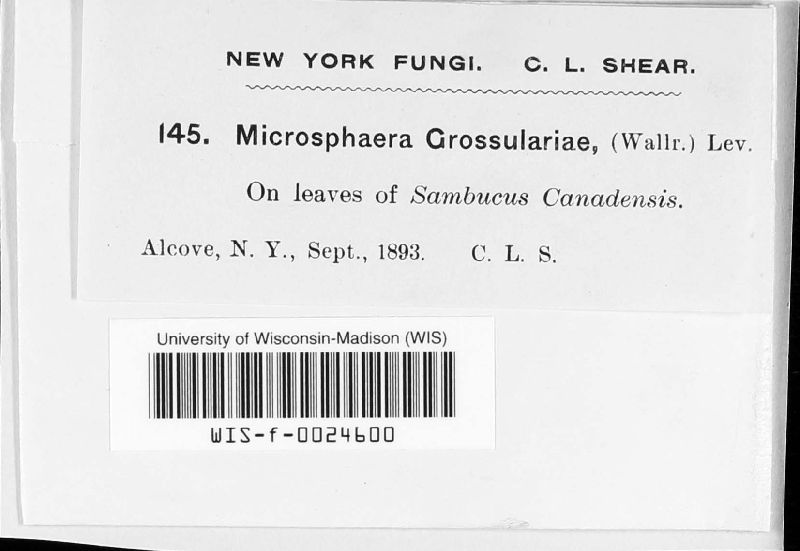 NEW YORK FUNGI. C. L. SHEAR.
145. Microsphaera Grossulariae, (Wallr.) Lev.
On leaves of Sambucus Canadensis.
Alcove, N. Y., Sept., 1893. C. L. S.
University of Wisconsin-Madison (WIS)
WIS-f-0024600